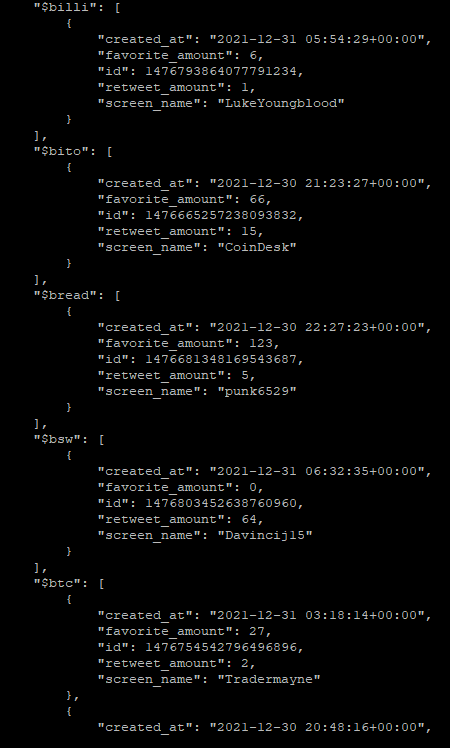 "$billi": [
{
"created_at": "2021-12-31 05:54:29+00:00",
"favorite_amount": 6,
"id": 1476793864077791234,
"retweet_amount": 1,
"screen_name": "LukeYoungblood"
}
],
"$bito": [
{
"created_at": "2021-12-30 21:23:27+00:00",
"favorite_amount": 66,
"id": 1476665257238093832,
"retweet_amount": 15,
"screen_name": "CoinDesk"
}
],
"$bread": [
{
"created_at": "2021-12-30 22:27:23+00:00",
"favorite_amount": 123,
"id": 1476681348169543687,
"retweet_amount": 5,
"screen_name": "punk6529"
}
],
"$bsw": [
{
"created_at": "2021-12-31 06:32:35+00:00",
"favorite_amount": 0,
"id": 1476803452638760960,
"retweet_amount": 64,
"screen_name": "Davincij15"
}
],
"$btc": [
{
"created_at": "2021-12-31 03:18:14+00:00",
"favorite_amount": 27,
"id": 1476754542796496896,
"retweet_amount": 2,
"screen_name": "Tradermayne"
},
{
"created_at": "2021-12-30 20:48:16+00:00",